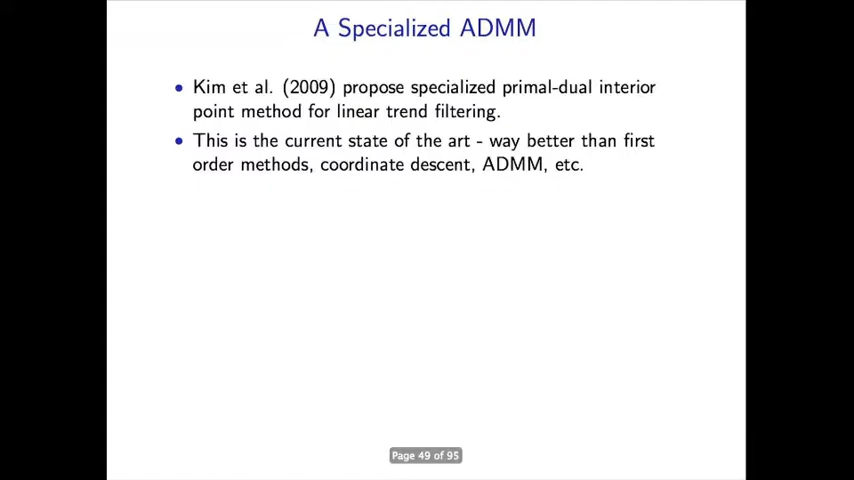 A Specialized ADMM
• Kim et al. (2009) propose specialized primal-dual interior
point method for linear trend filtering.
• This is the current state of the art - way better than first
order methods, coordinate descent, ADMM, etc.
Page 49 of 95